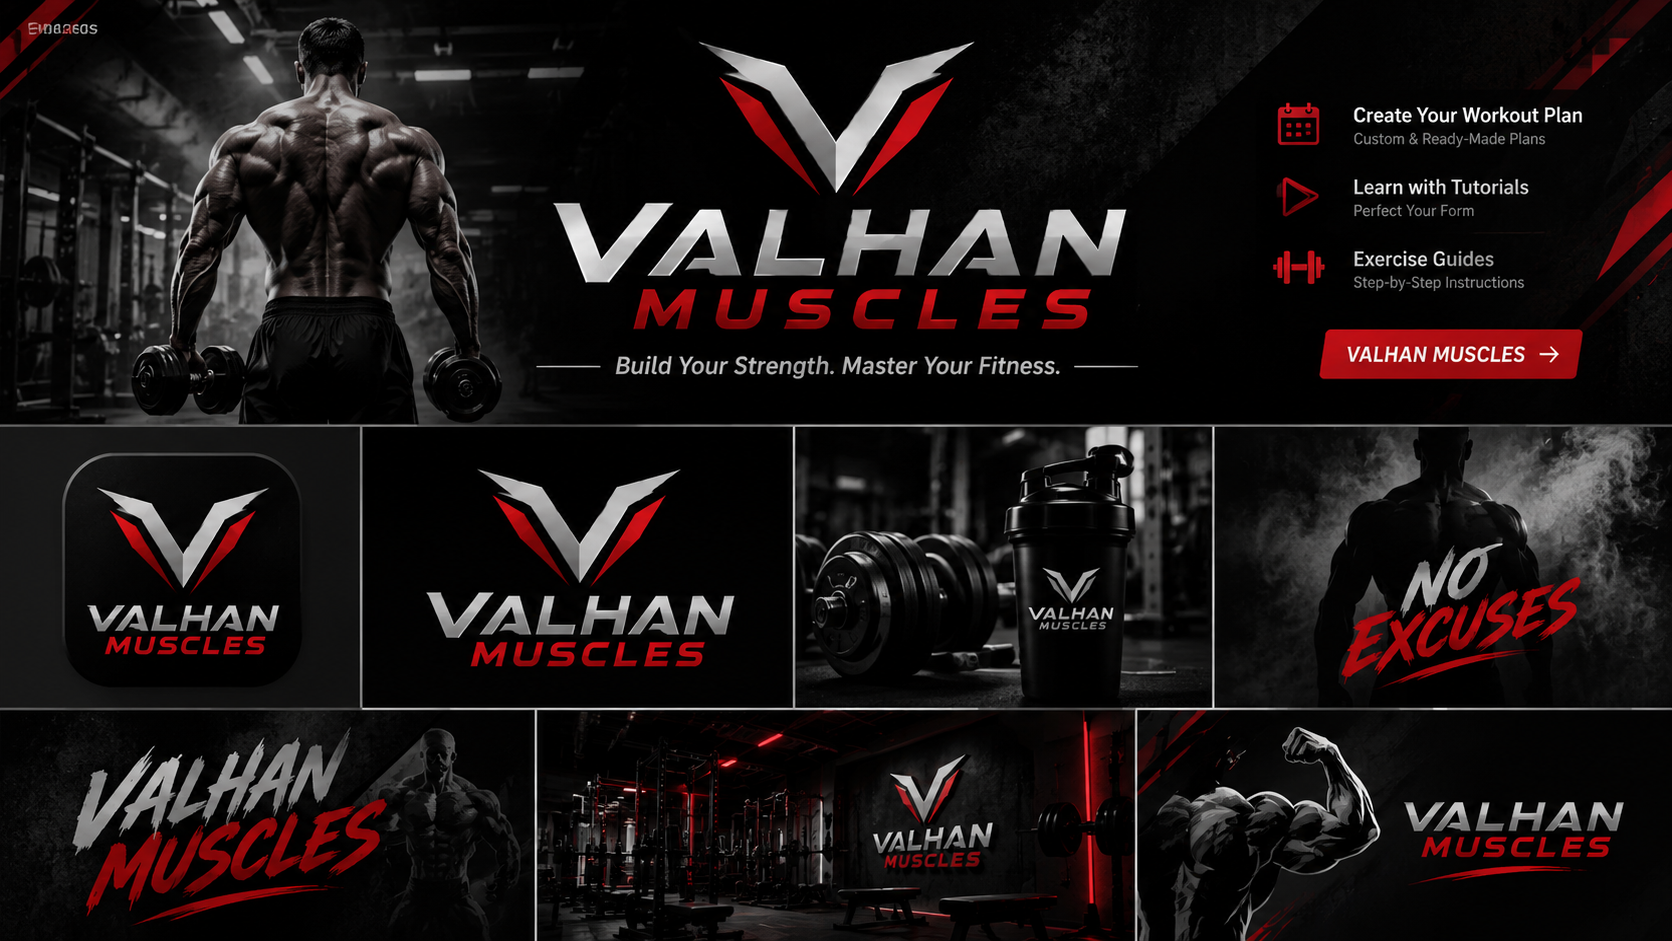 VALHAN
MUSCLES
Build Your Strength. Master Your Fitness.
Create Your Workout Plan
Custom & Ready-Made Plans
Learn with Tutorials
Perfect Your Form
Exercise Guides
Step-by-Step Instructions
VALHAN MUSCLES →
VALHAN
MUSCLES
VALHAN
MUSCLES
VALHAN
MUSCLES
NO
EXCUSES
VALHAN
MUSCLES
VALHAN
MUSCLES
VALHAN
MUSCLES